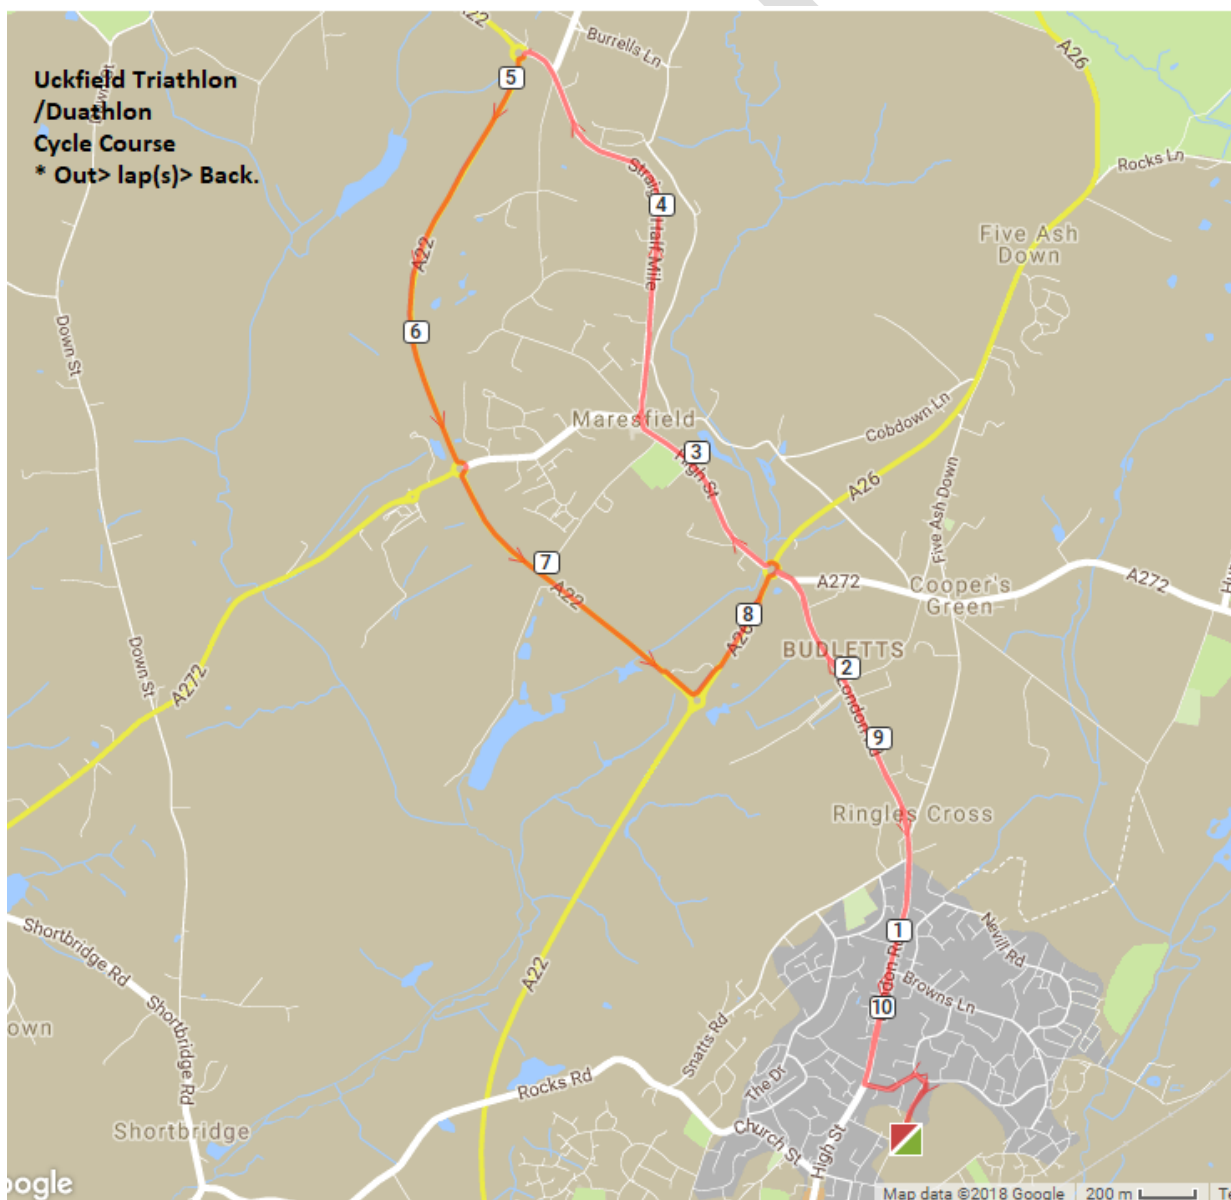 A22
Burrells Ln
A26
5
Uckfield Triathlon
/Duathlon
Cycle Course
* Out> lap(s)> Back.
Rocks Ln
4
Five Ash
Down
A22
6
Down St
Maresfield
Cobdown Ln
3
High St
A26
Five Ash Down
7
A22
A272
Cooper's
Green
A272
8
A26
BUDLETTS
2
Down St
A272
London
9
Ringles Cross
1
Nevill Rd
Shortbridge Rd
A22
Browns Ln
10
Shortbridge Rd
Snatts Rd
Rocks Rd
The Dr
Shortbridge
Church St
High St
Map data ©2018 Google
200 m